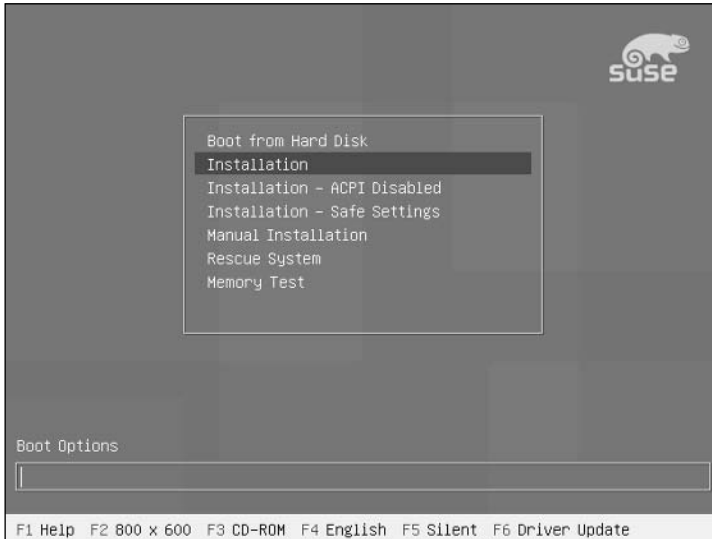 suse
Boot from Hard Disk
Installation
Installation - ACPI Disabled
Installation - Safe Settings
Manual Installation
Rescue System
Memory Test
Boot Options
F1 Help F2 800 x 600 F3 CD-ROM F4 English F5 Silent F6 Driver Update